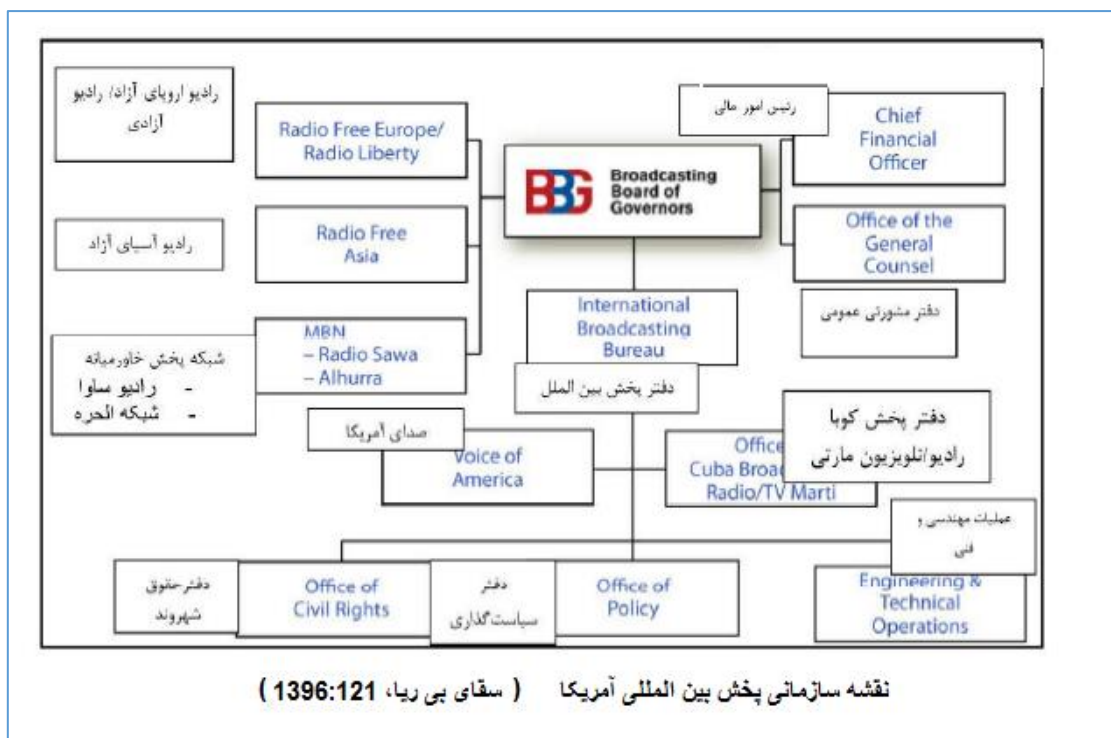 رادیو اروپای آزاد/ رادیو
آزادی
Radio Free Europe/
Radio Liberty
رئیس امور مالی
Chief
Financial
Officer
BBG
Broadcasting
Board of
Governors
رادیو آسیای آزاد
Radio Free
Asia
Office of the
General
Counsel
دفتر مشورتی عمومی
International
Broadcasting
Bureau
دفتر پخش بین الملل
شبکه پخش خاورمیانه
- رادیو ساوا
- شبکه الحره
MBN
– Radio Sawa
– Alhurra
صدای آمریکا
Voice of
America
دفتر پخش کوبا
رادیو/تلویزیون مارتی
Office
Cuba Broa
Radio/TV Marti
عملیات مهندسی و
فنی
Engineering &
Technical
Operations
دفتر حقوق
شهروند
Office of
Civil Rights
دفتر
سیاست‌گذاری
Office of
Policy
نقشه سازمانی پخش بین المللی آمریکا ( سقای بی ریا، 1396:121 )